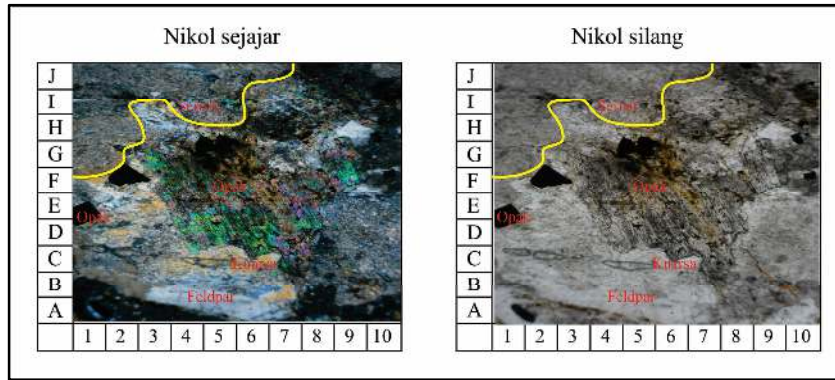 Nikol sejajar
J
I
H
G
F
E
D
C
B
A
Opak
Opak
Kuarsa
Feldpar
1 2 3 4 5 6 7 8 9 10
Nikol silang
J
I
H
G
F
E
D
C
B
A
Opak
Opak
Kuarsa
Feldpar
1 2 3 4 5 6 7 8 9 10